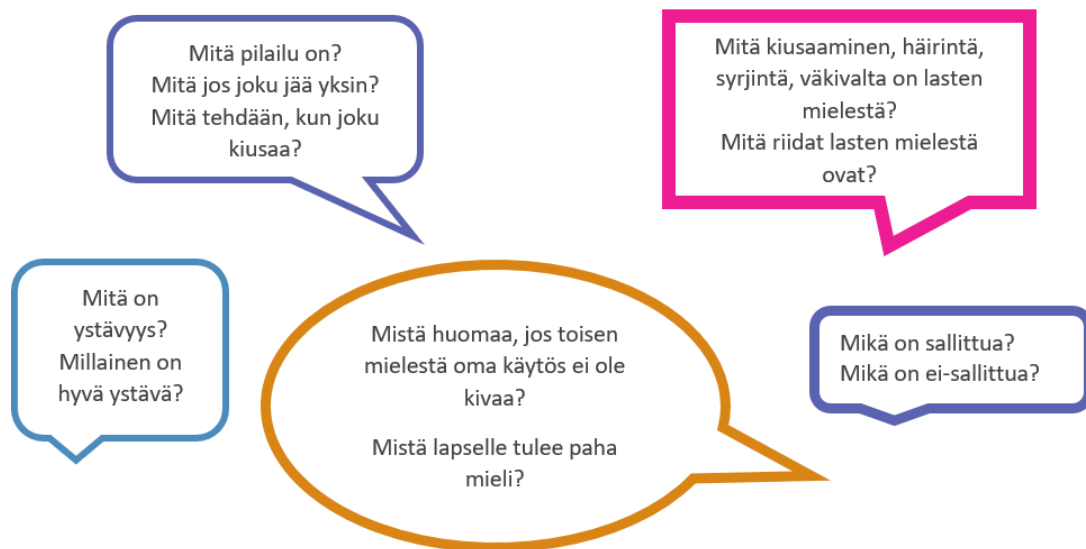 Mitä pilailu on?
Mitä jos joku jää yksin?
Mitä tehdään, kun joku
kiusaa?
Mitä kiusaaminen, häirintä,
syrjintä, väkivalta on lasten
mielestä?
Mitä riidat lasten mielestä
ovat?
Mitä on
ystävyys?
Millainen on
hyvä ystävä?
Mistä huomaa, jos toisen
mielestä oma käytös ei ole
kivaa?
Mistä lapselle tulee paha
mieli?
Mikä on sallittua?
Mikä on ei-sallittua?